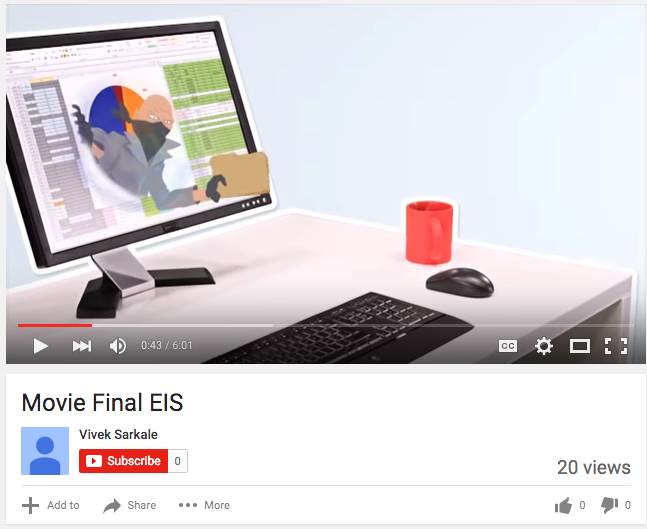 0:43 / 6:01
CC
Movie Final EIS
Vivek Sarkale
Subscribe 0
20 views
Add to Share More 0 0